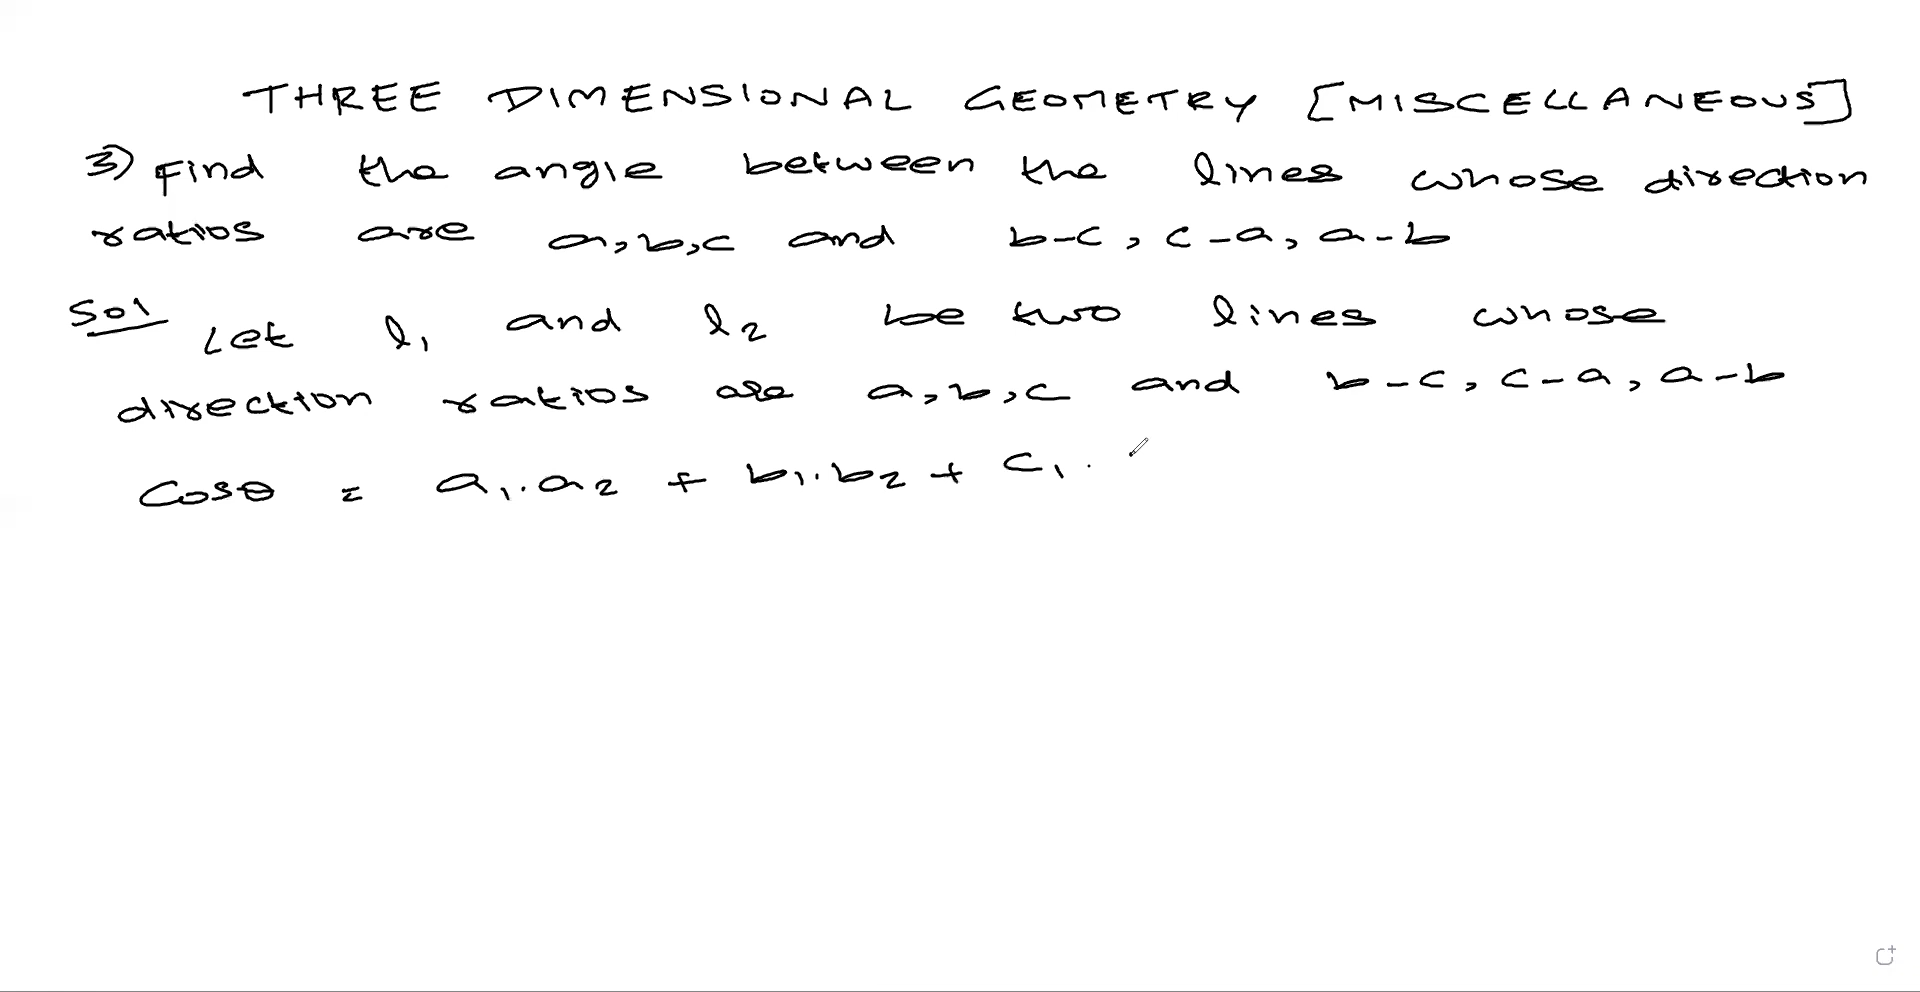 THREE DIMENSIONAL GEOMETRY [MISCELLANEOUS]
3) Find the angle between the lines whose direction
ratios are a,b,c and b-c, c-a, a-b
Sol Let l₁ and l₂ be two lines whose
direction ratios are a,b,c and b-c, c-a, a-b
Cosθ = a₁.a₂ + b₁.b₂ + c₁.